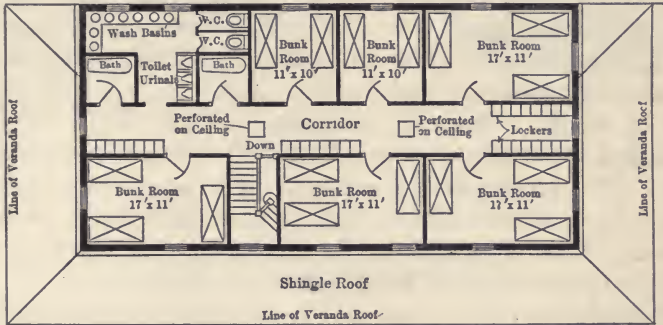 W.C.
Wash Basins
W.C.
Toilet
Urinals
Bath
Bath
Bunk
Room
11'x 10'
Bunk
Room
11'x 10'
Bunk Room
17'x 11'
Perforated
on Ceiling
Corridor
Perforated
on Ceiling
Lockers
Down
Bunk Room
17'x 11'
Bunk Room
17'x 11'
Bunk Room
17'x 11'
Line of Veranda Roof
Line of Veranda Roof
Shingle Roof
Line of Veranda Roof